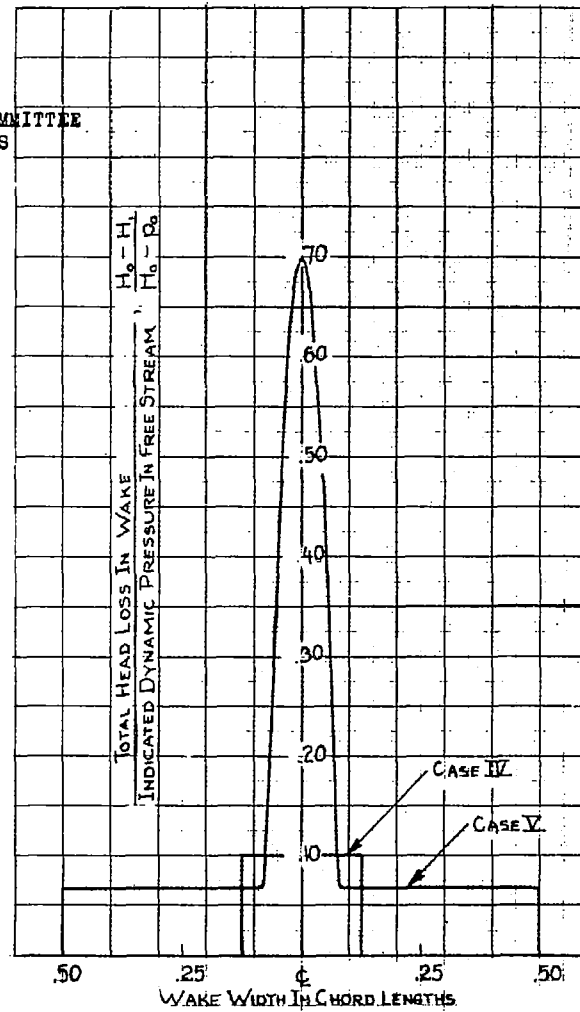 MMITTEE
S
TOTAL HEAD LOSS IN WAKE
INDICATED DYNAMIC PRESSURE IN FREE STREAM
, H₀ - H₁
H₀ - p₀
.70
.60
.50
.40
.30
.20
.10
CASE IV
CASE V
.50 .25 ℄ .25 .50
WAKE WIDTH IN CHORD LENGTHS